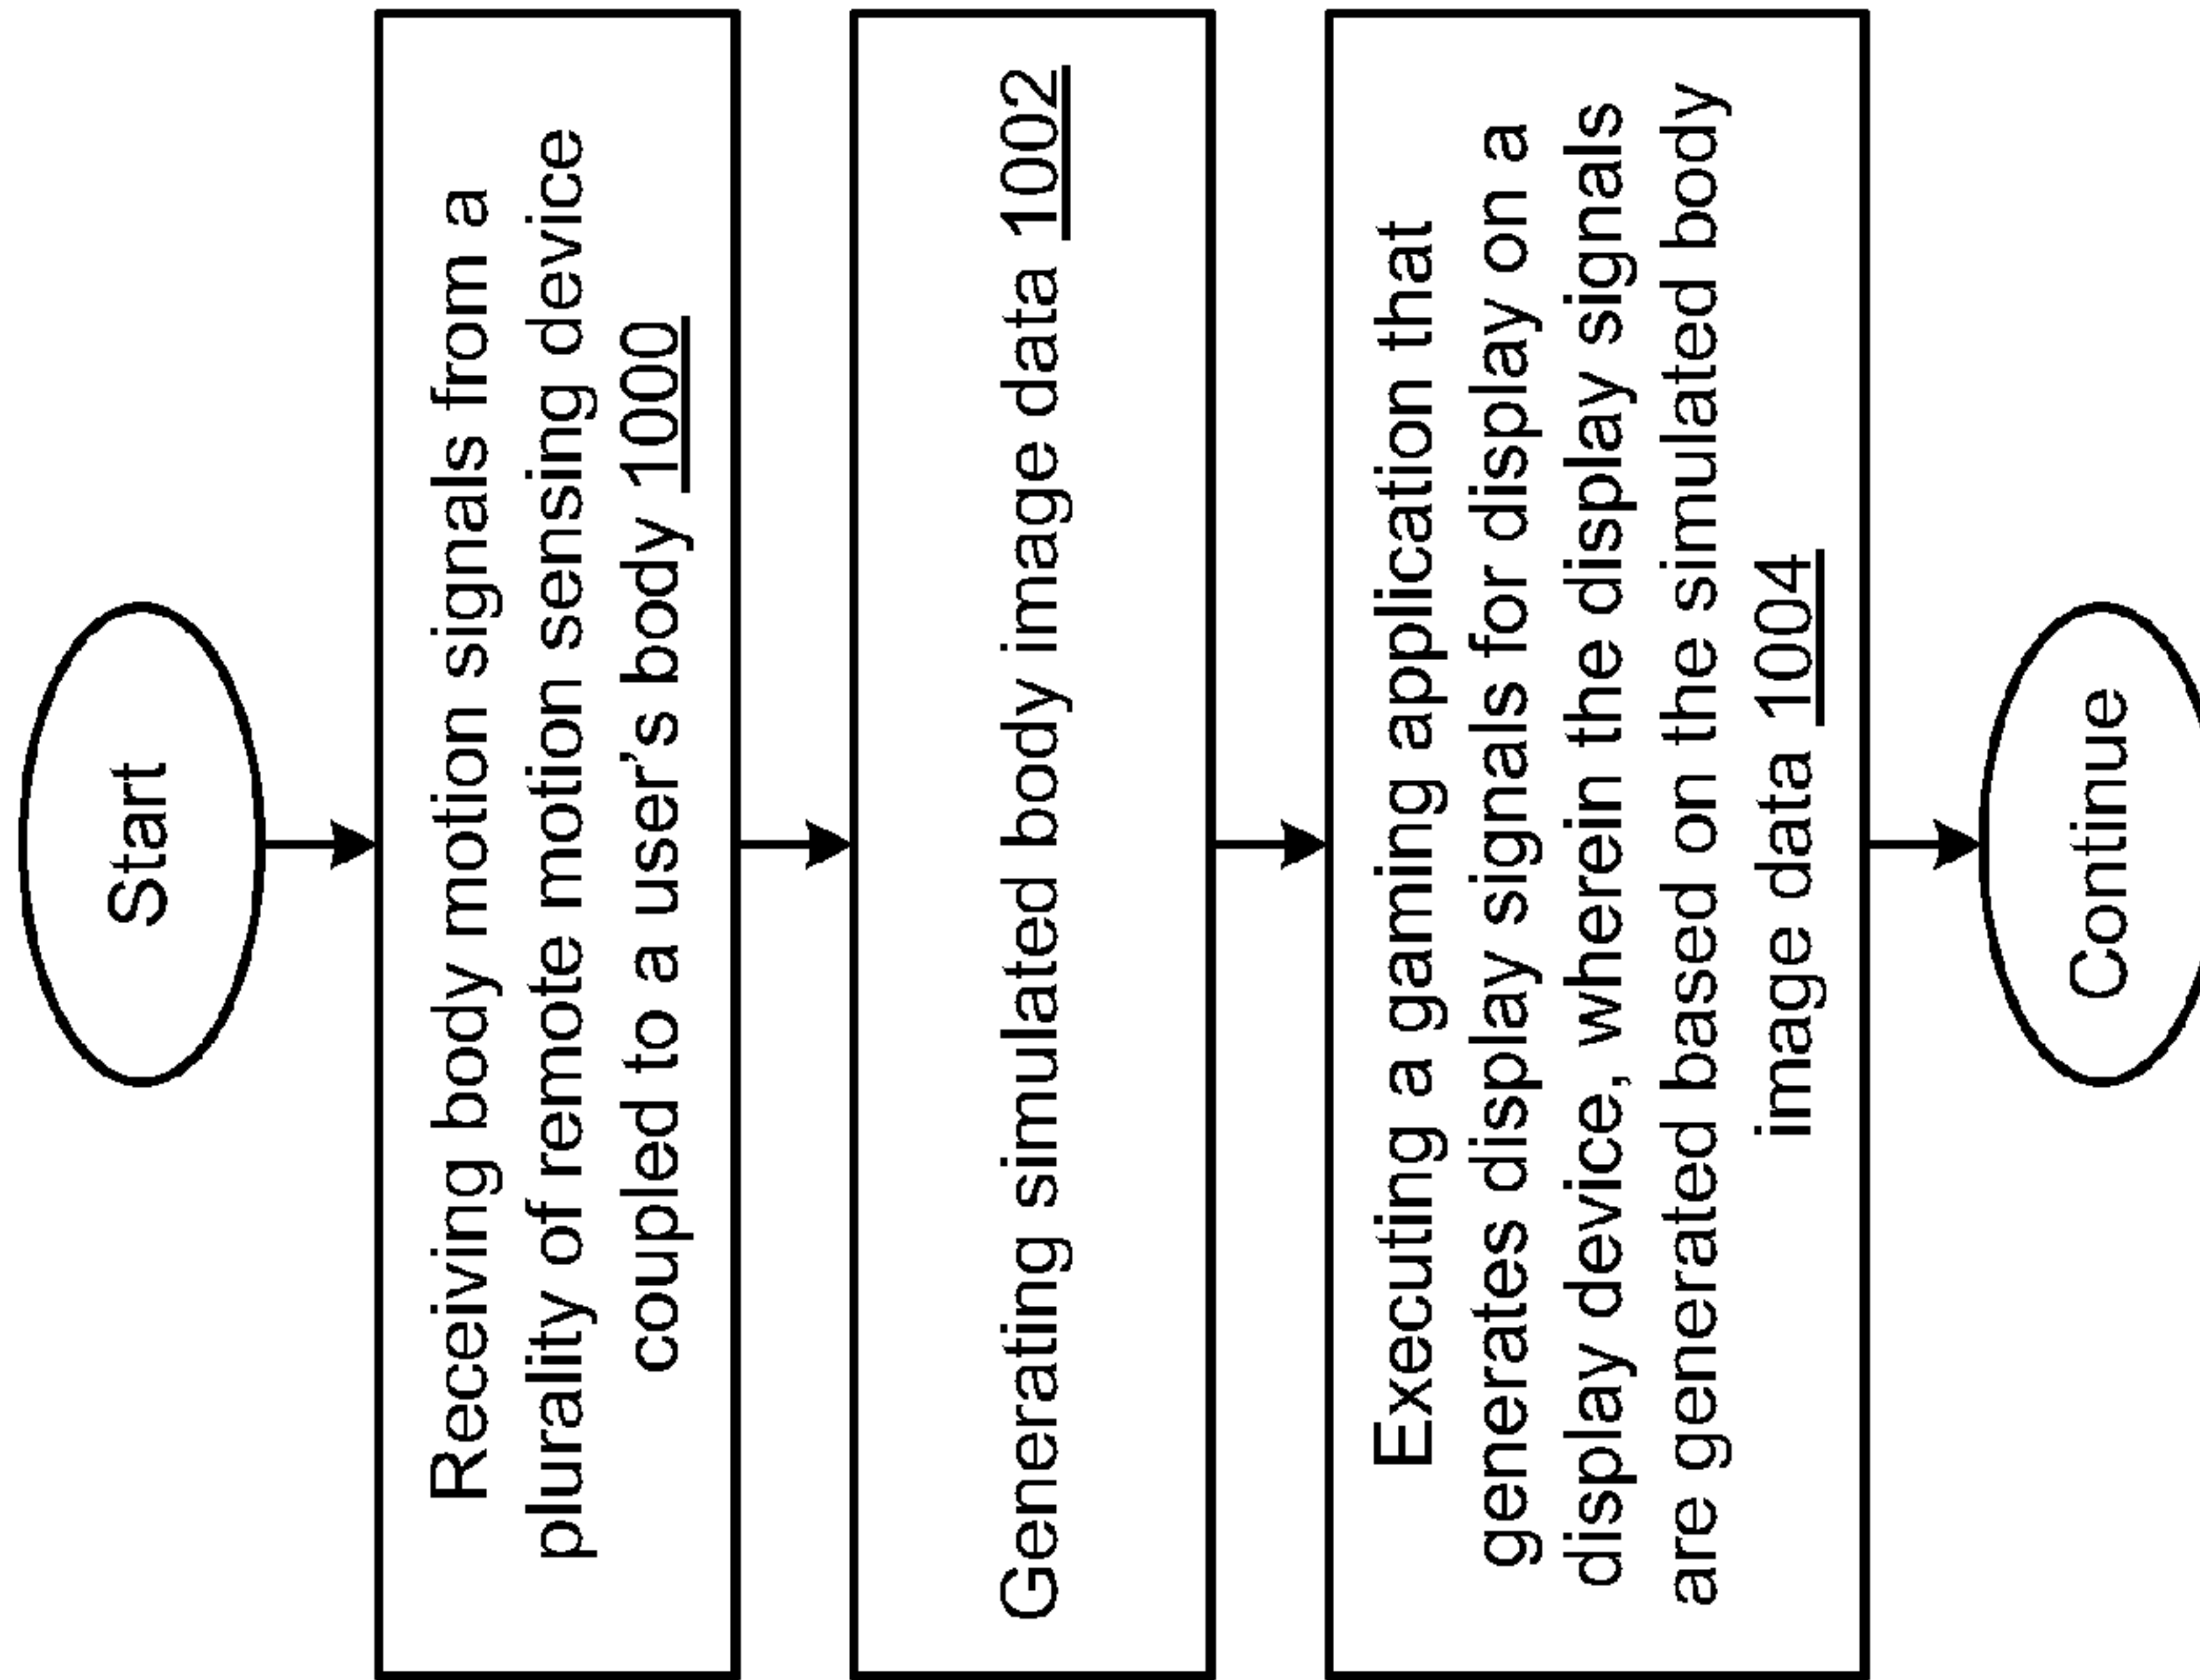 Start
Receiving body motion signals from a
plurality of remote motion sensing device
coupled to a user's body 1000
Generating simulated body image data 1002
Executing a gaming application that
generates display signals for display on a
display device, wherein the display signals
are generated based on the simulated body
image data 1004
Continue